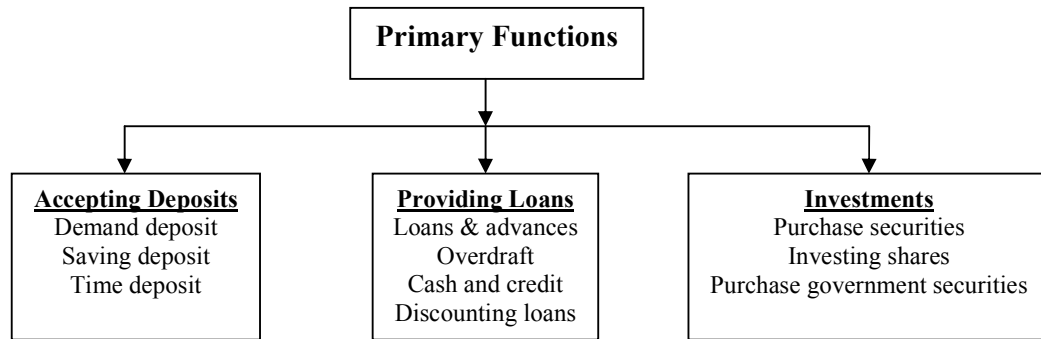 Primary Functions
Accepting Deposits
Demand deposit
Saving deposit
Time deposit
Providing Loans
Loans & advances
Overdraft
Cash and credit
Discounting loans
Investments
Purchase securities
Investing shares
Purchase government securities